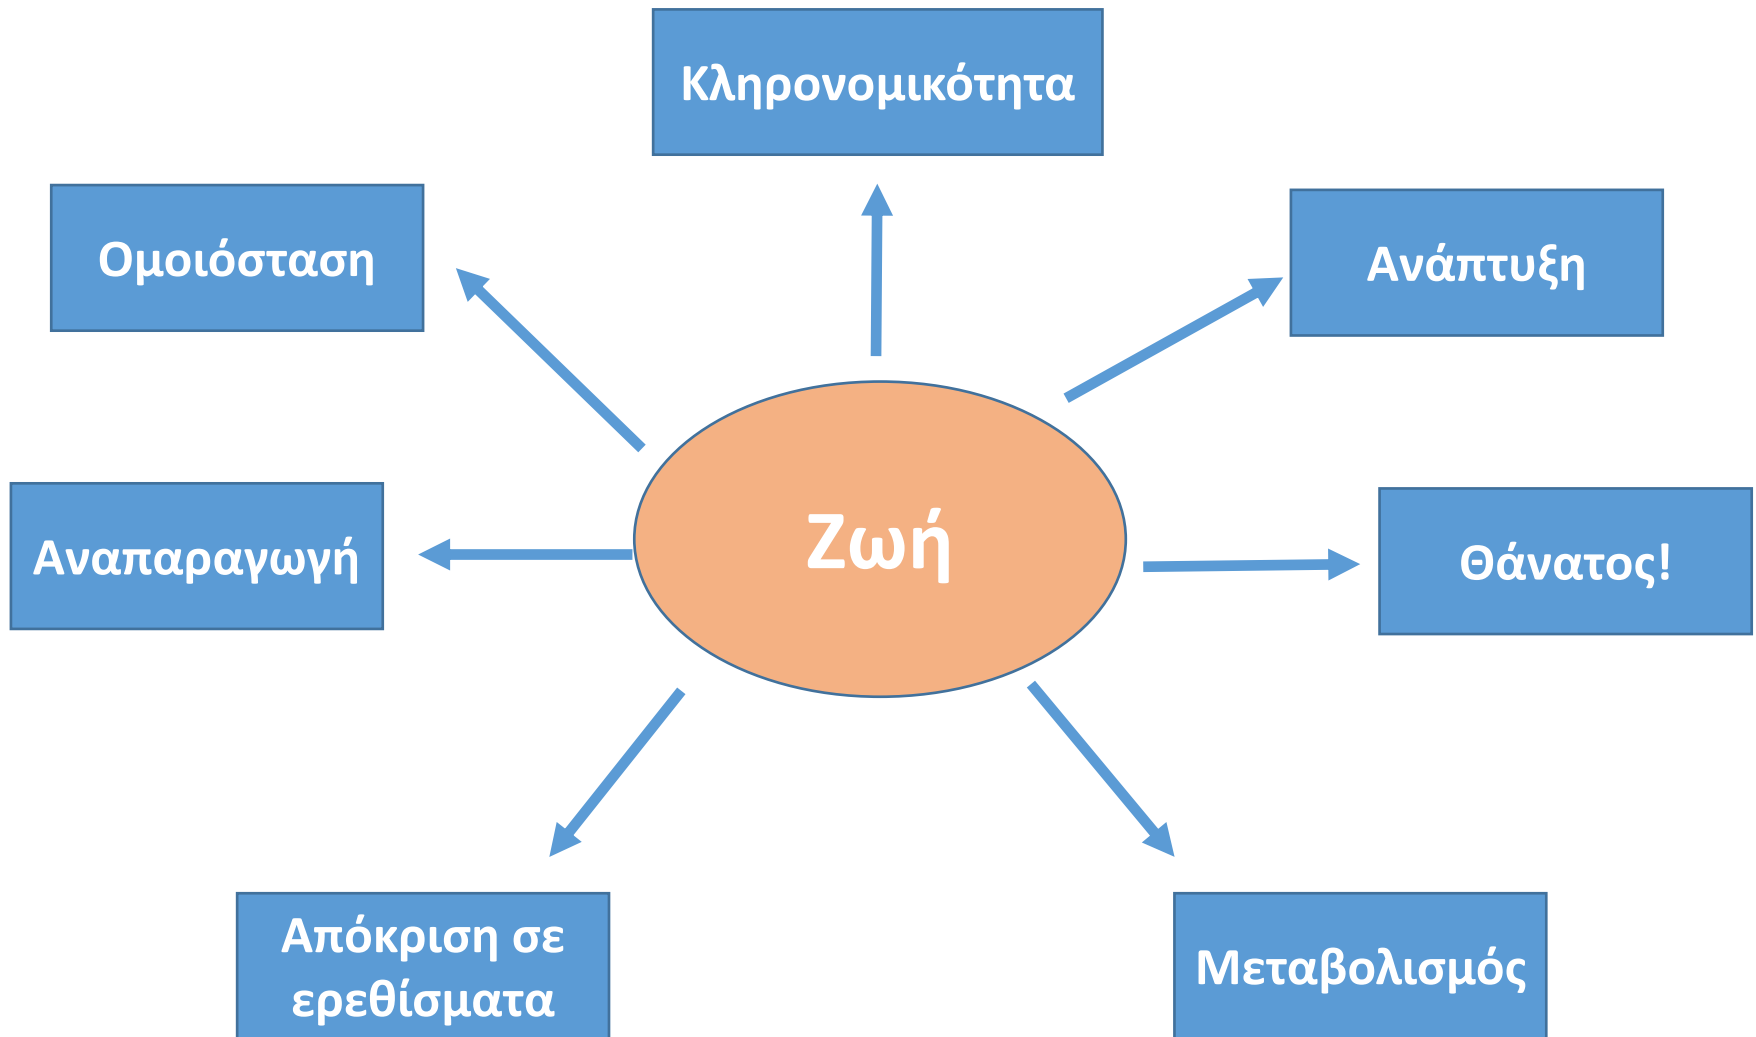 Κληρονομικότητα
Ομοιόσταση
Ανάπτυξη
Ζωή
Αναπαραγωγή
Θάνατος!
Απόκριση σε
ερεθίσματα
Μεταβολισμός